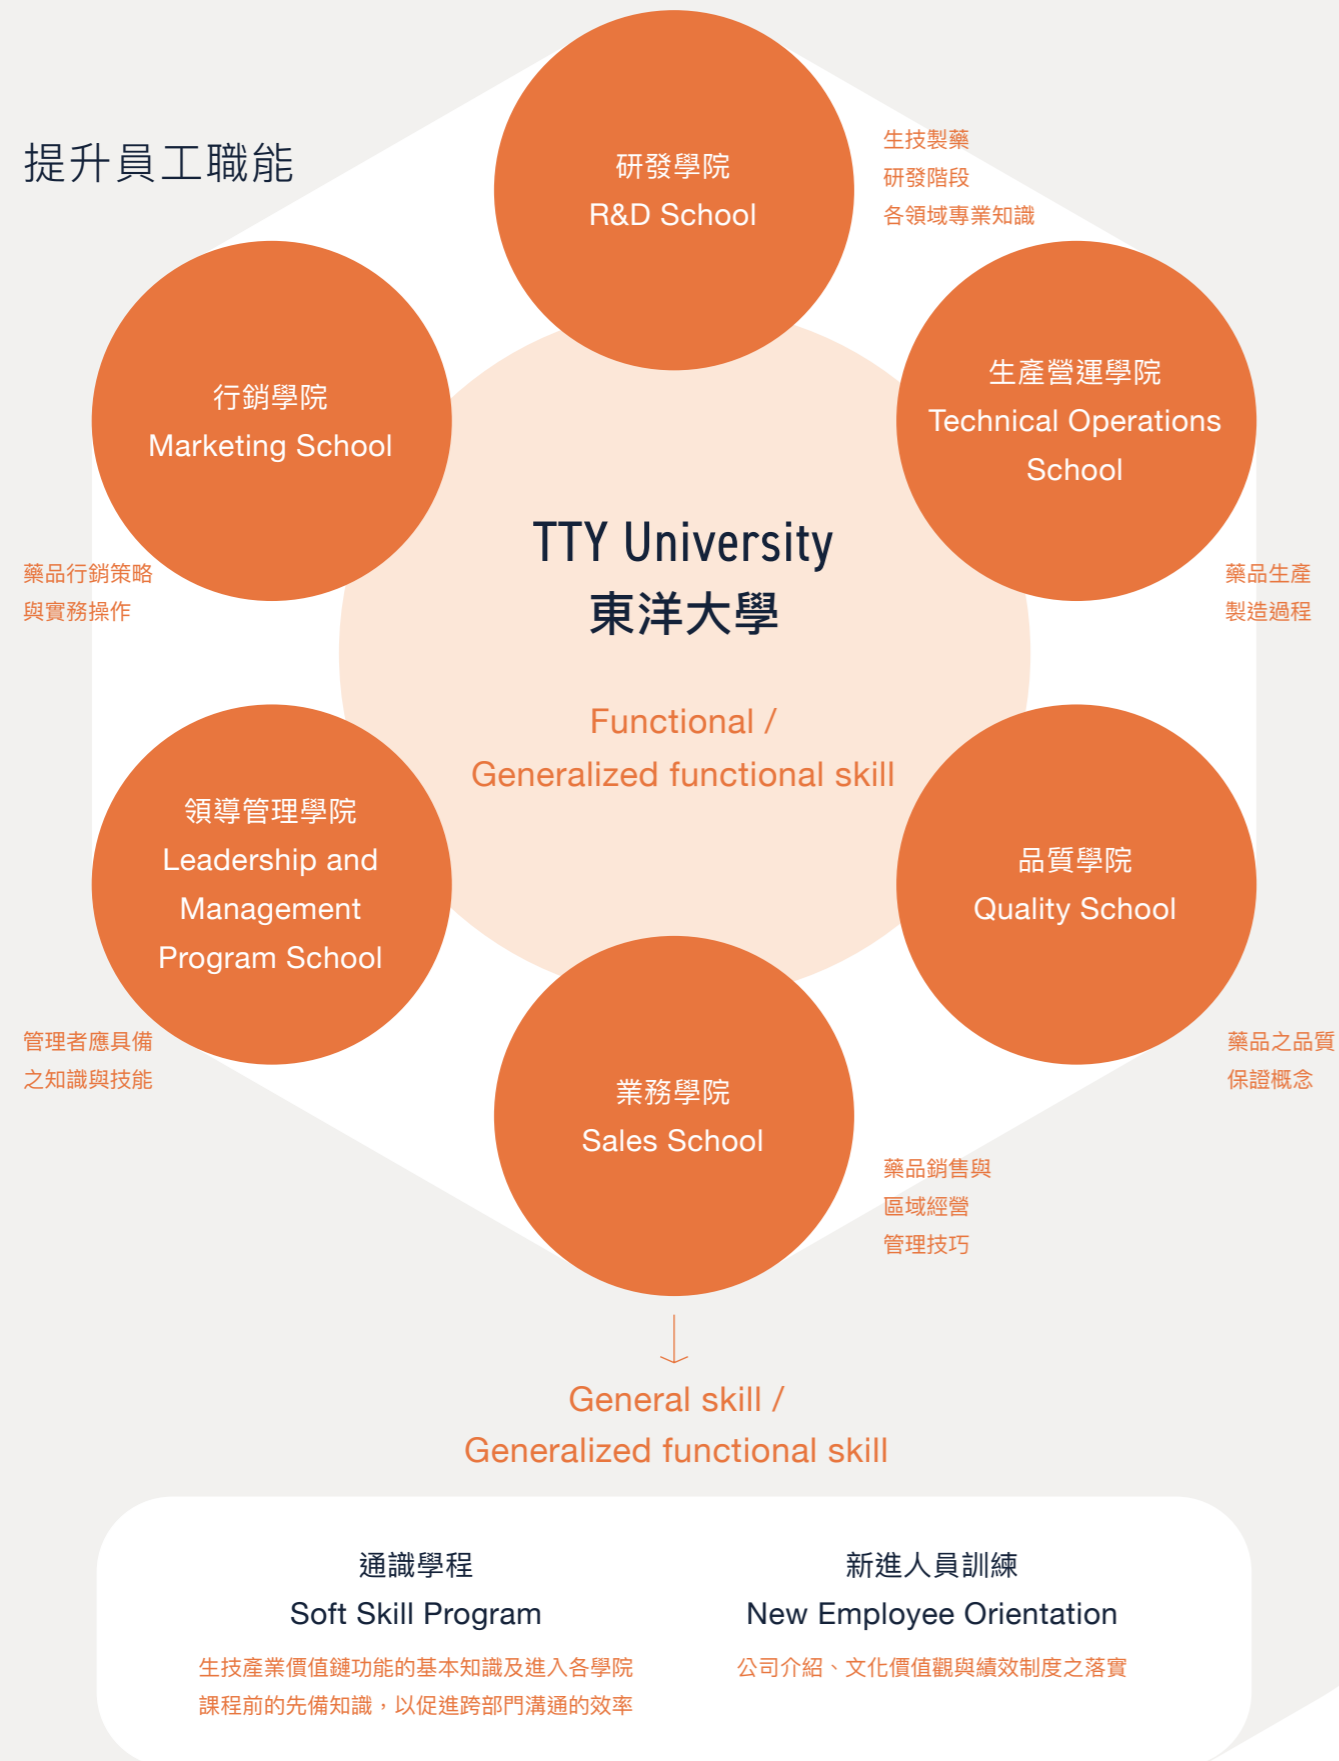 提升員工職能
研發學院
R&D School
生技製藥
研發階段
各領域專業知識
行銷學院
Marketing School
藥品行銷策略
與實務操作
生產營運學院
Technical Operations
School
藥品生產
製造過程
TTY University
東洋大學
Functional /
Generalized functional skill
領導管理學院
Leadership and
Management
Program School
管理者應具備
之知識與技能
品質學院
Quality School
藥品之品質
保證概念
業務學院
Sales School
藥品銷售與
區域經營
管理技巧
General skill /
Generalized functional skill
通識學程
Soft Skill Program
生技產業價值鏈功能的基本知識及進入各學院
課程前的先備知識，以促進跨部門溝通的效率
新進人員訓練
New Employee Orientation
公司介紹、文化價值觀與績效制度之落實